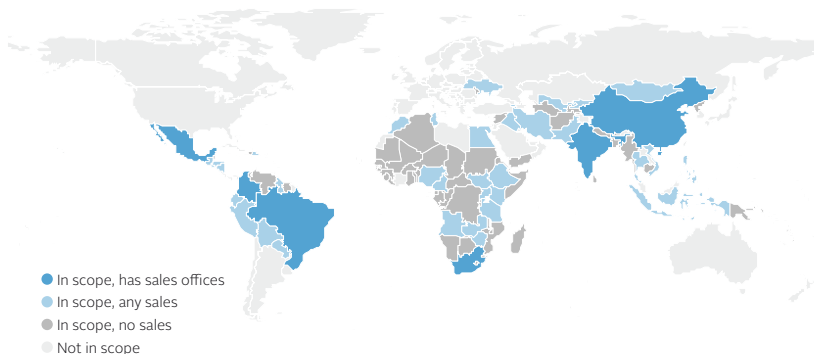 In scope, has sales offices
In scope, any sales
In scope, no sales
Not in scope